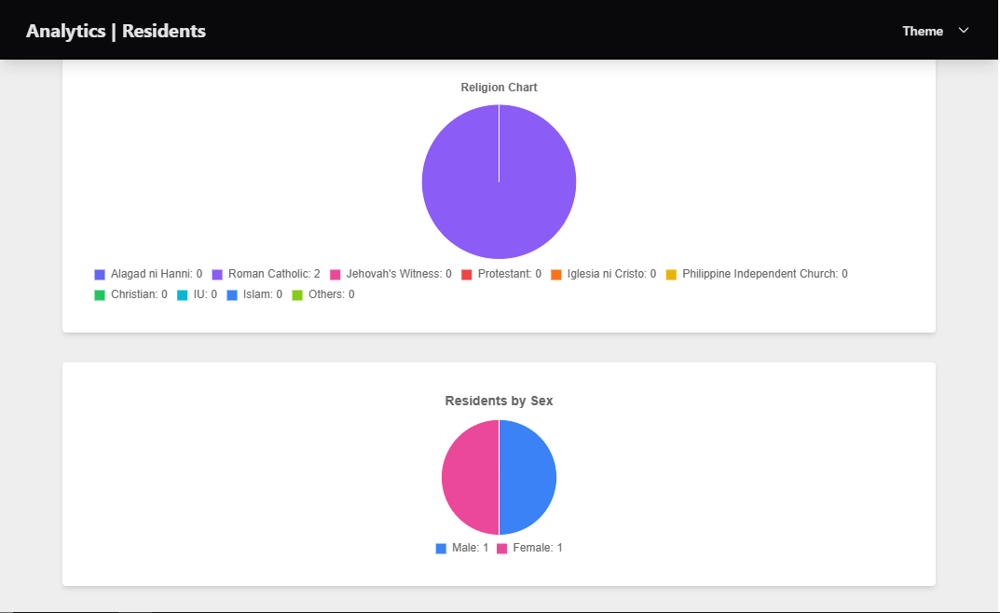 Analytics | Residents
Theme
Religion Chart
Alagad ni Hanni: 0 Roman Catholic: 2 Jehovah's Witness: 0 Protestant: 0 Iglesia ni Cristo: 0 Philippine Independent Church: 0
Christian: 0 IU: 0 Islam: 0 Others: 0
Residents by Sex
Male: 1 Female: 1